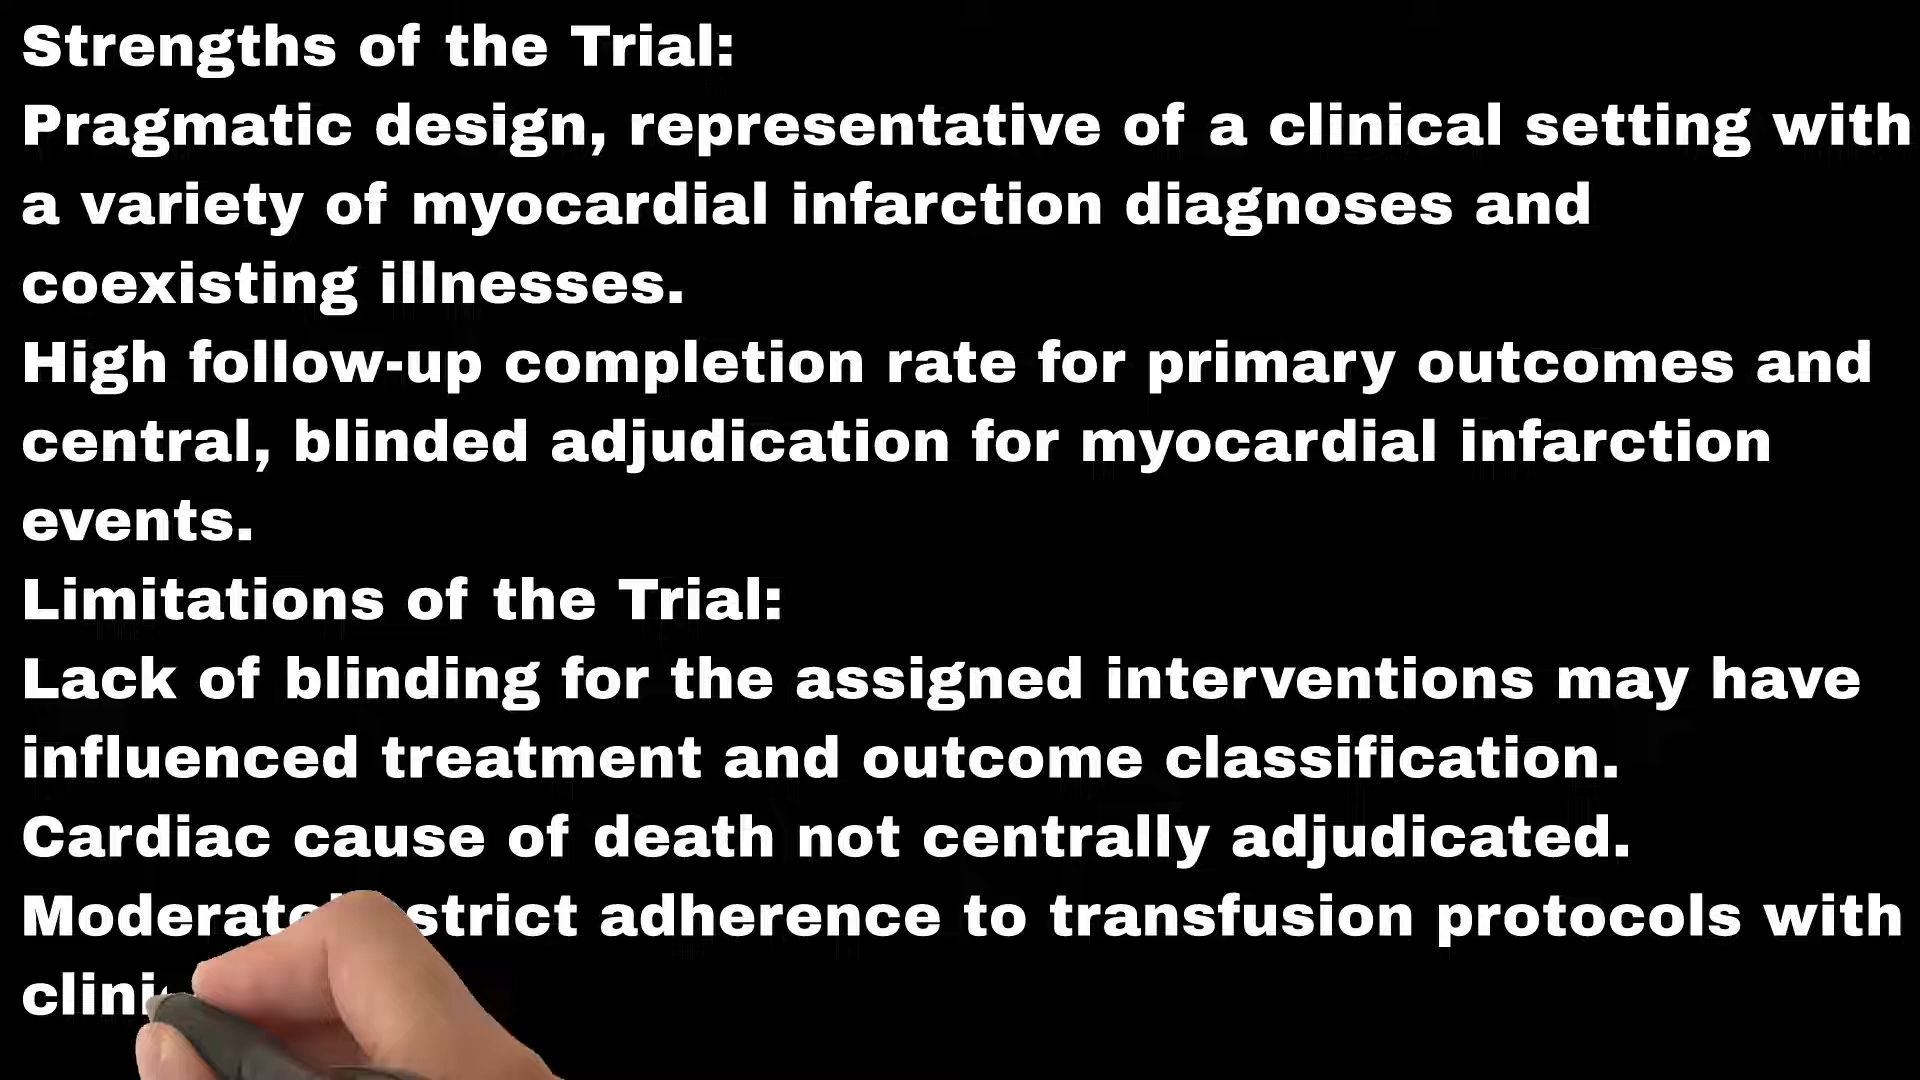 Strengths of the Trial:
Pragmatic design, representative of a clinical setting with
a variety of myocardial infarction diagnoses and
coexisting illnesses.
High follow-up completion rate for primary outcomes and
central, blinded adjudication for myocardial infarction
events.
Limitations of the Trial:
Lack of blinding for the assigned interventions may have
influenced treatment and outcome classification.
Cardiac cause of death not centrally adjudicated.
strict adherence to transfusion protocols with